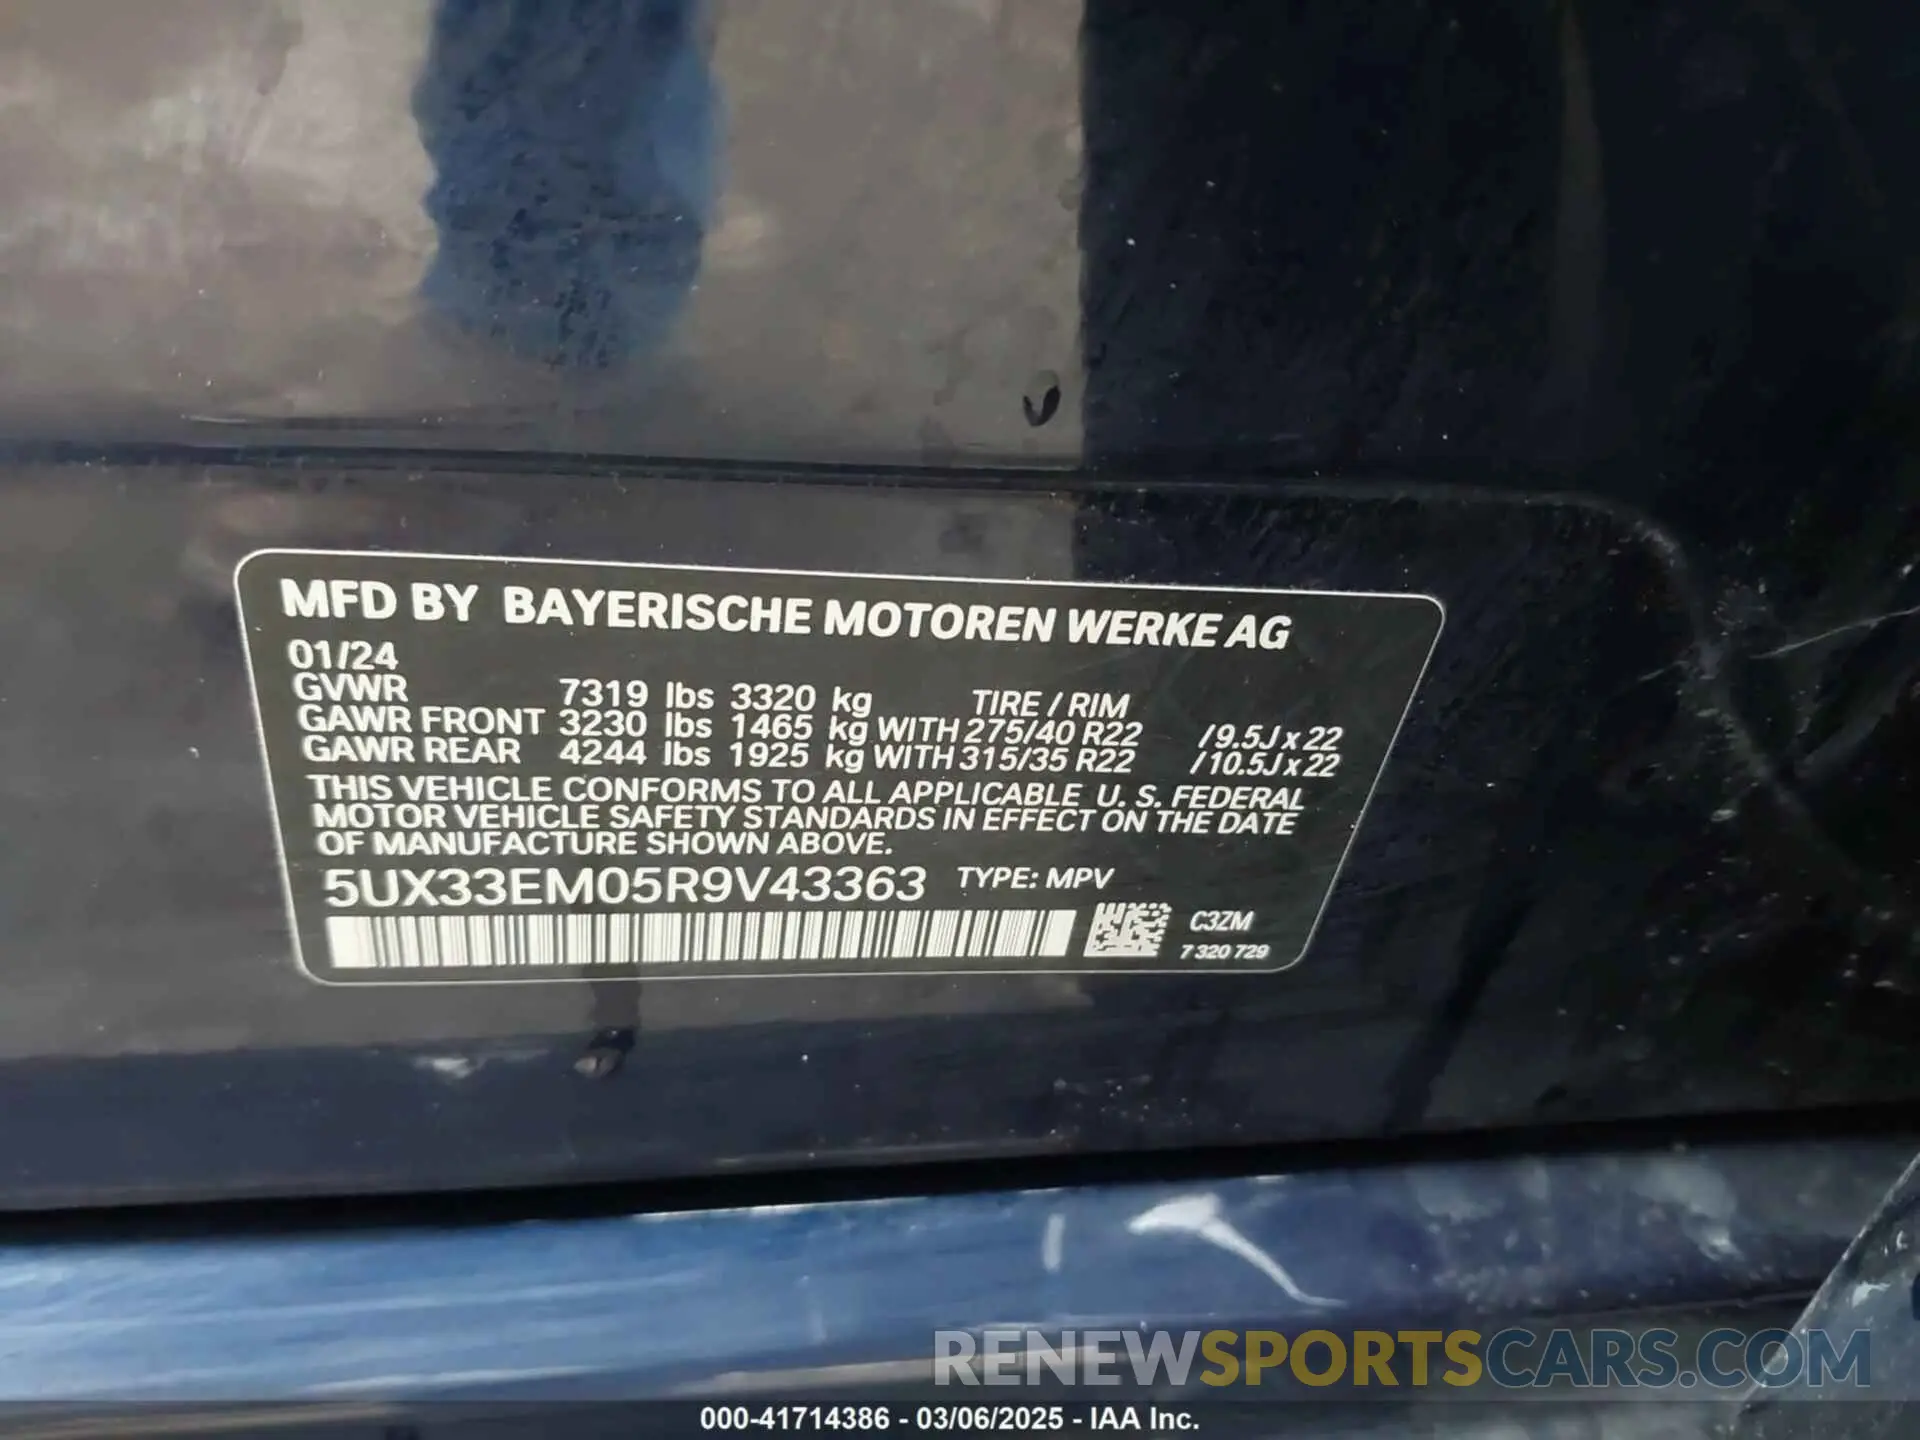 MFD BY BAYERISCHE MOTOREN WERKE AG
01/24
GVWR 7319 lbs 3320 kg TIRE / RIM
GAWR FRONT 3230 lbs 1465 kg WITH 275/40 R22 / 9.5J x 22
GAWR REAR 4244 lbs 1925 kg WITH 315/35 R22 / 10.5J x 22
THIS VEHICLE CONFORMS TO ALL APPLICABLE U. S. FEDERAL
MOTOR VEHICLE SAFETY STANDARDS IN EFFECT ON THE DATE
OF MANUFACTURE SHOWN ABOVE.
5UX33EM05R9V43363 TYPE: MPV
C3ZM
7 320 729
RENEWSPORTSCARS.COM
000-41714386 - 03/06/2025 - IAA Inc.